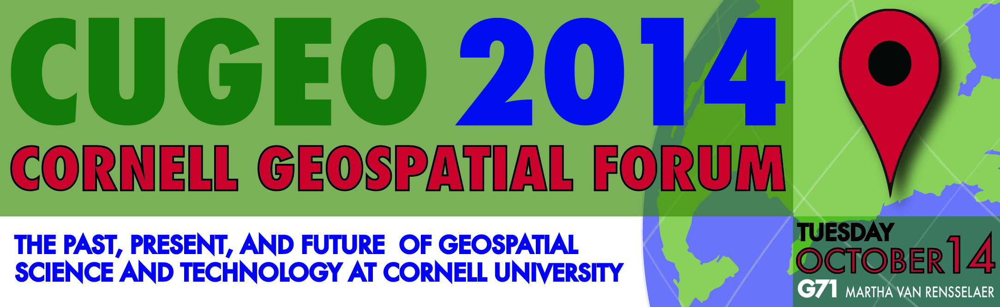 CUGEO 2014
CORNELL GEOSPATIAL FORUM
THE PAST, PRESENT, AND FUTURE OF GEOSPATIAL
SCIENCE AND TECHNOLOGY AT CORNELL UNIVERSITY
TUESDAY
OCTOBER 14
G71 MARTHA VAN RENSSELAER